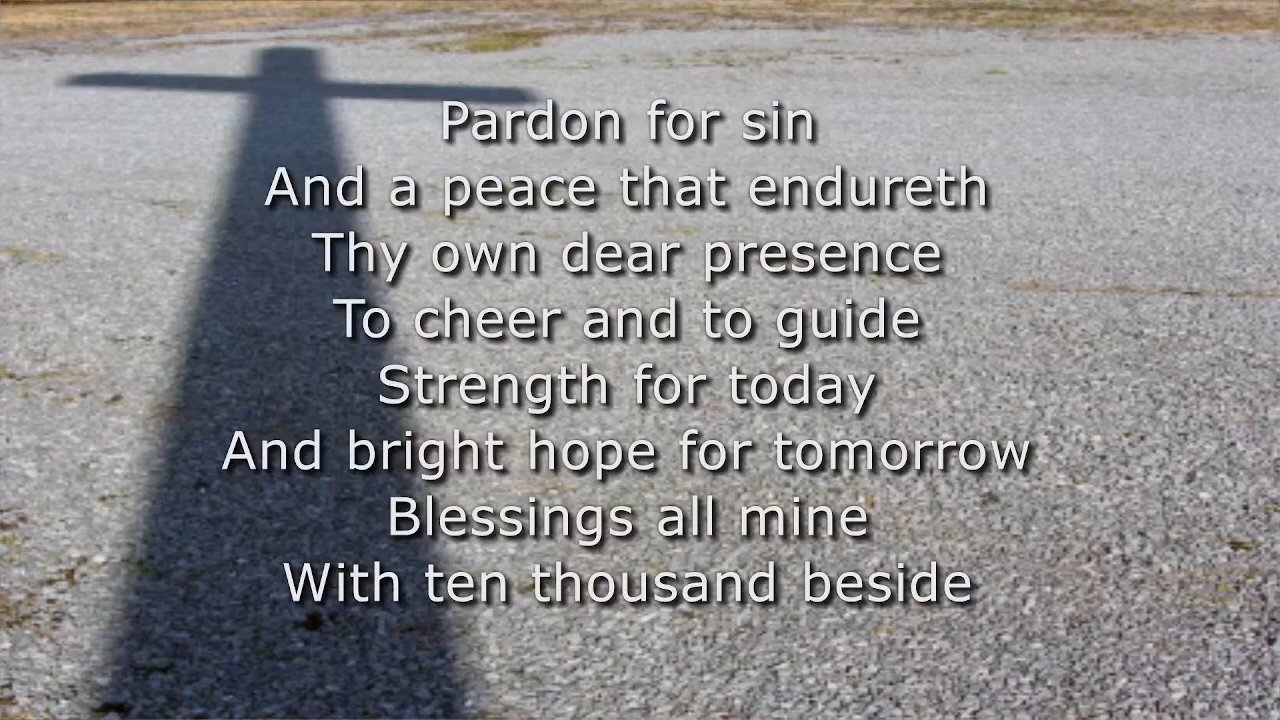 Pardon for sin
And a peace that endureth
Thy own dear presence
To cheer and to guide
Strength for today
And bright hope for tomorrow
Blessings all mine
With ten thousand beside